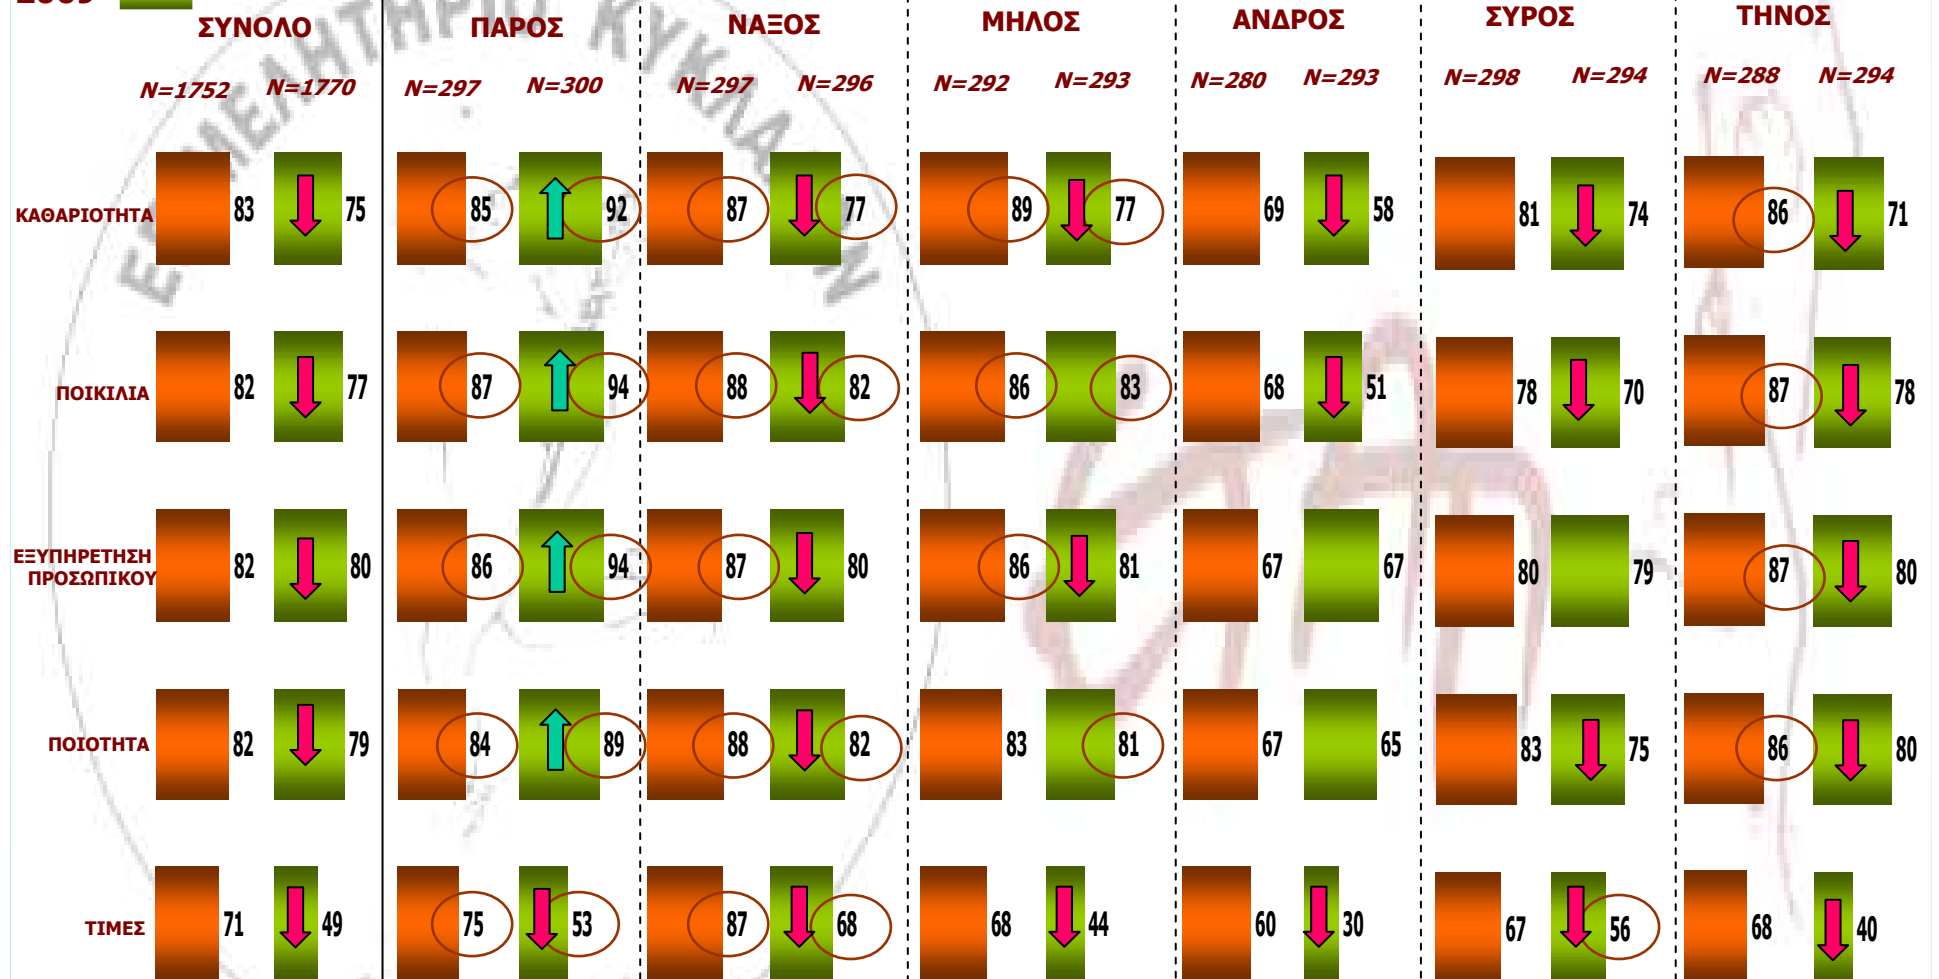 ΣΥΝΟΛΟ ΠΑΡΟΣ ΝΑΞΟΣ ΜΗΛΟΣ ΑΝΔΡΟΣ ΣΥΡΟΣ ΤΗΝΟΣ
N=1752 N=1770 N=297 N=300 N=297 N=296 N=292 N=293 N=280 N=293 N=298 N=294 N=288 N=294
ΚΑΘΑΡΙΟΤΗΤΑ 83 75 85 92 87 77 89 77 69 58 81 74 86 71
ΠΟΙΚΙΛΙΑ 82 77 87 94 88 82 86 83 68 51 78 70 87 78
ΕΞΥΠΗΡΕΤΗΣΗ
ΠΡΟΣΩΠΙΚΟΥ 82 80 86 94 87 80 86 81 67 67 80 79 87 80
ΠΟΙΟΤΗΤΑ 82 79 84 89 88 82 83 81 67 65 83 75 86 80
ΤΙΜΕΣ 71 49 75 53 87 68 68 44 60 30 67 56 68 40